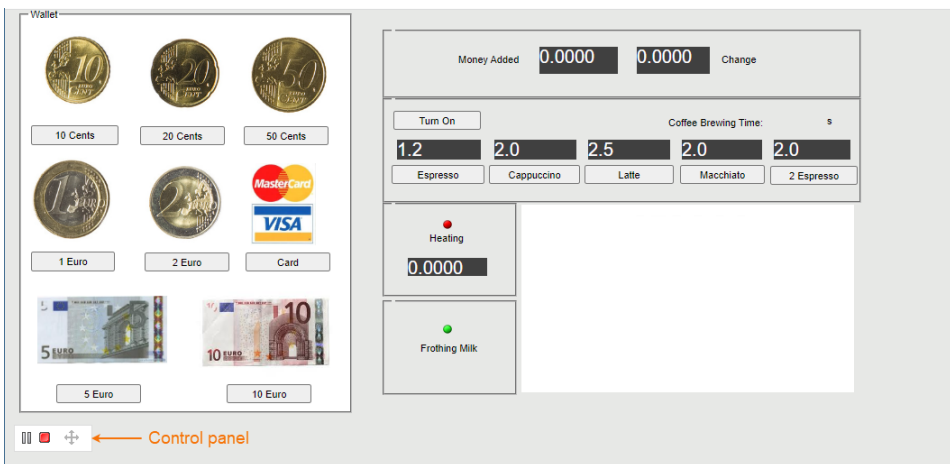 Wallet
10 Cents
20 Cents
50 Cents
MasterCard
VISA
1 Euro
2 Euro
Card
5 EURO
10 EURO
5 Euro
10 Euro
Money Added 0.0000 0.0000 Change
Turn On
Coffee Brewing Time: s
1.2 2.0 2.5 2.0 2.0
Espresso Cappuccino Latte Macchiato 2 Espresso
Heating
0.0000
Frothing Milk
Control panel